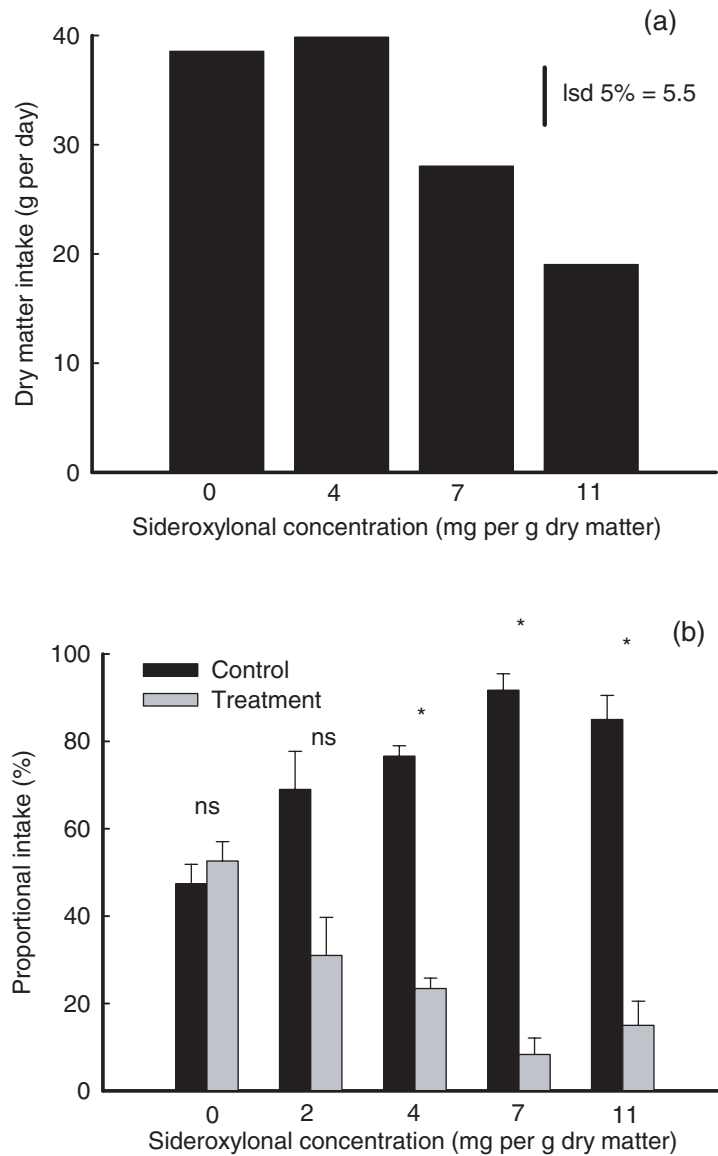 (a)
40
30
20
10
0
Dry matter intake (g per day)
lsd 5% = 5.5
0 4 7 11
Sideroxylonal concentration (mg per g dry matter)
(b)
100
80
60
40
20
0
Proportional intake (%)
Control
Treatment
ns
ns
*
*
*
0 2 4 7 11
Sideroxylonal concentration (mg per g dry matter)